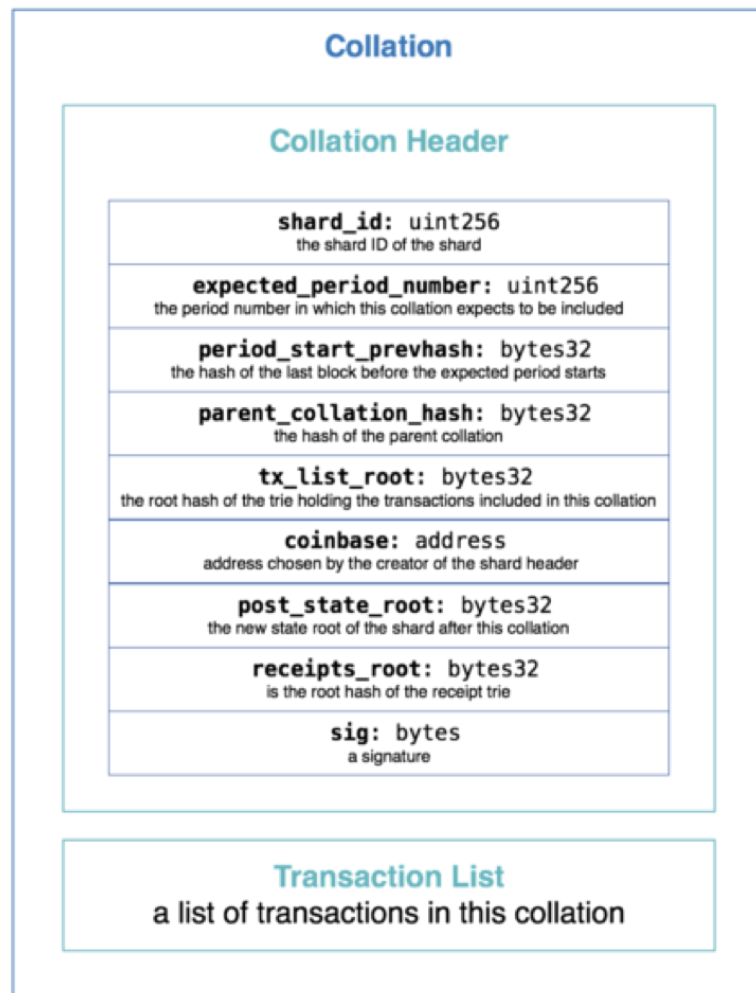 Collation
Collation Header
shard_id: uint256
the shard ID of the shard
expected_period_number: uint256
the period number in which this collation expects to be included
period_start_prevhash: bytes32
the hash of the last block before the expected period starts
parent_collation_hash: bytes32
the hash of the parent collation
tx_list_root: bytes32
the root hash of the trie holding the transactions included in this collation
coinbase: address
address chosen by the creator of the shard header
post_state_root: bytes32
the new state root of the shard after this collation
receipts_root: bytes32
is the root hash of the receipt trie
sig: bytes
a signature
Transaction List
a list of transactions in this collation